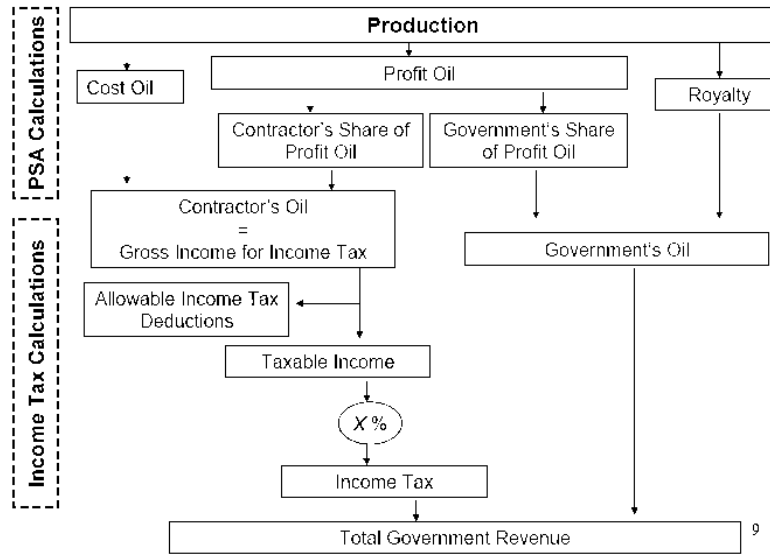 Production
PSA Calculations
Cost Oil
Profit Oil
Royalty
Contractor's Share of
Profit Oil
Government's Share
of Profit Oil
Contractor's Oil
=
Gross Income for Income Tax
Government's Oil
Income Tax Calculations
Allowable Income Tax
Deductions
Taxable Income
X %
Income Tax
Total Government Revenue
9